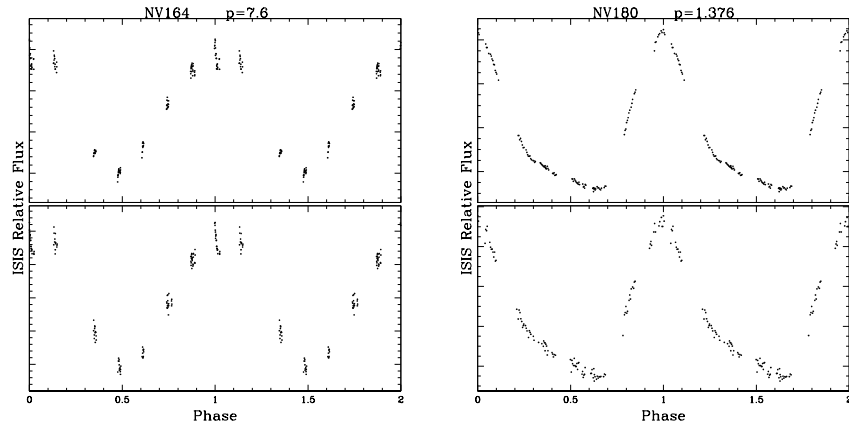 NV164 p=7.6
ISIS Relative Flux
0 0.5 1 1.5 2
Phase
NV180 p=1.376
ISIS Relative Flux
0 0.5 1 1.5 2
Phase